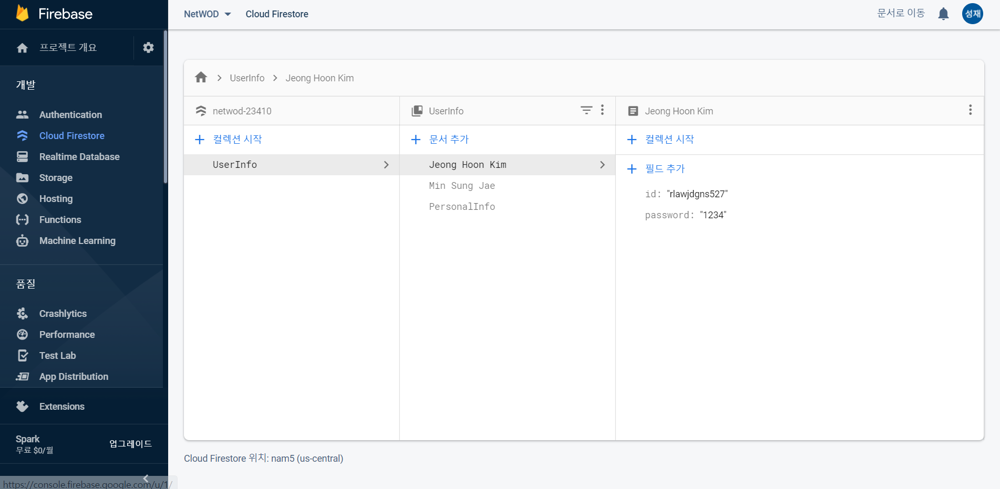 Firebase
프로젝트 개요
개발
Authentication
Cloud Firestore
Realtime Database
Storage
Hosting
Functions
Machine Learning
품질
Crashlytics
Performance
Test Lab
App Distribution
Extensions
Spark
무료 $0/월
업그레이드
https://console.firebase.google.com/u/1/
NetWOD
Cloud Firestore
문서로 이동
성재
UserInfo
Jeong Hoon Kim
netwod-23410
컬렉션 시작
UserInfo
UserInfo
문서 추가
Jeong Hoon Kim
Min Sung Jae
PersonalInfo
Jeong Hoon Kim
컬렉션 시작
필드 추가
id: "rlawjdgns527"
password: "1234"
Cloud Firestore 위치: nam5 (us-central)